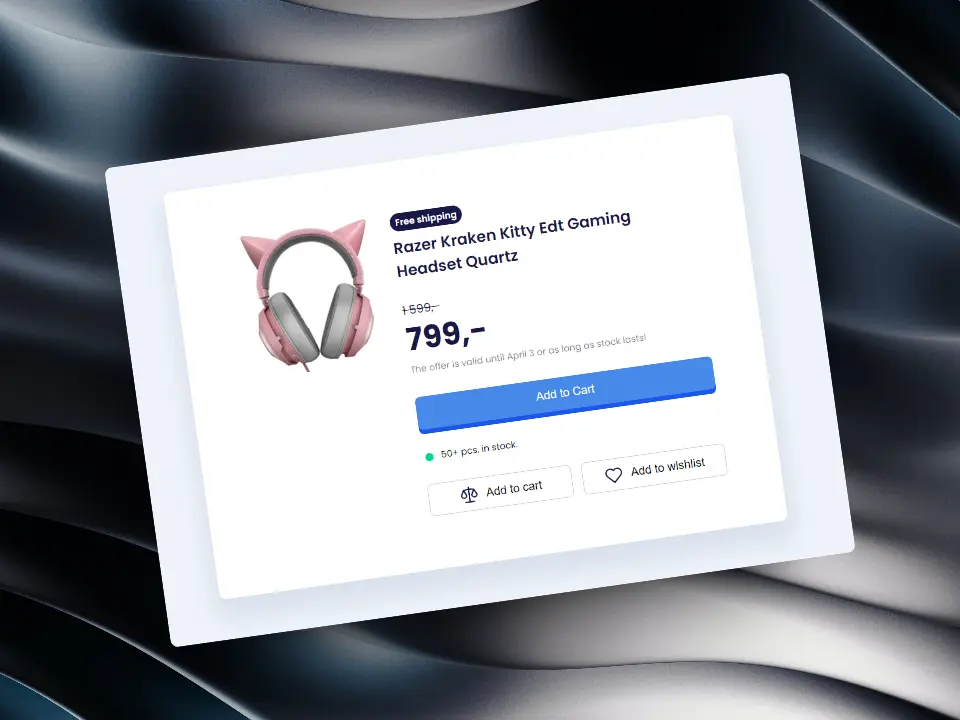 Free shipping
Razer Kraken Kitty Edt Gaming
Headset Quartz
1 599,-
799,-
The offer is valid until April 3 or as long as stock lasts!
Add to Cart
50+ pcs. in stock.
Add to cart
Add to wishlist